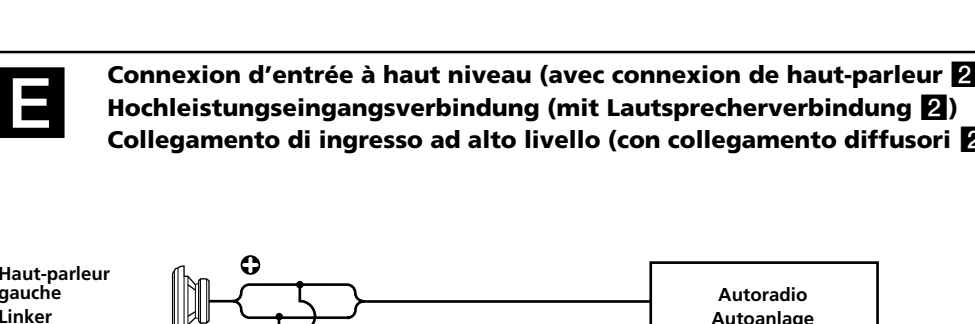 E
Connexion d'entrée à haut niveau (avec connexion de haut-parleur 2
Hochleistungseingangsverbindung (mit Lautsprecherverbindung 2)
Collegamento di ingresso ad alto livello (con collegamento diffusori 2
Haut-parleur
gauche
Linker
+
Autoradio
Autoanlage